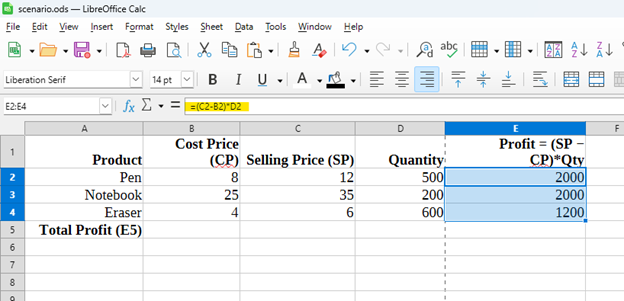 scenario.ods — LibreOffice Calc
File Edit View Insert Format Styles Sheet Data Tools Window Help
Liberation Serif 14 pt B I U A
E2:E4 fx Σ = =(C2-B2)*D2
A B C D E F
1 Product Cost Price (CP) Selling Price (SP) Quantity Profit = (SP – CP)*Qty
2 Pen 8 12 500 2000
3 Notebook 25 35 200 2000
4 Eraser 4 6 600 1200
5 Total Profit (E5)
6
7
8
9